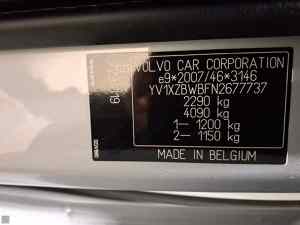 VOLVO CAR CORPORATION
e9*2007/46*3146
YV1XZBWBFN2677737
2290 kg
4090 kg
1— 1200 kg
2— 1150 kg
MADE IN BELGIUM